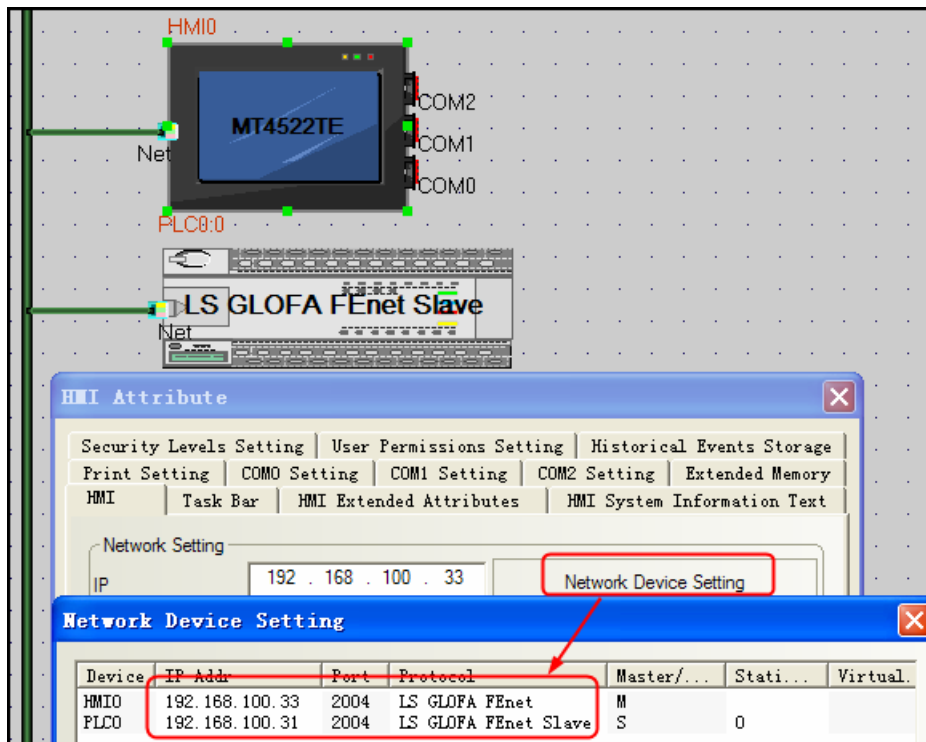 HMI0
MT4522TE
COM2
COM1
COM0
Net
PLC0:0
LS GLOFA FEnet Slave
Net
HMI Attribute
Security Levels Setting User Permissions Setting Historical Events Storage
Print Setting COM0 Setting COM1 Setting COM2 Setting Extended Memory
HMI Task Bar HMI Extended Attributes HMI System Information Text
Network Setting
IP 192 . 168 . 100 . 33 Network Device Setting
Network Device Setting
Device IP Addr Port Protocol Master/... Stati... Virtual.
HMI0 192.168.100.33 2004 LS GLOFA FEnet M
PLC0 192.168.100.31 2004 LS GLOFA FEnet Slave S 0